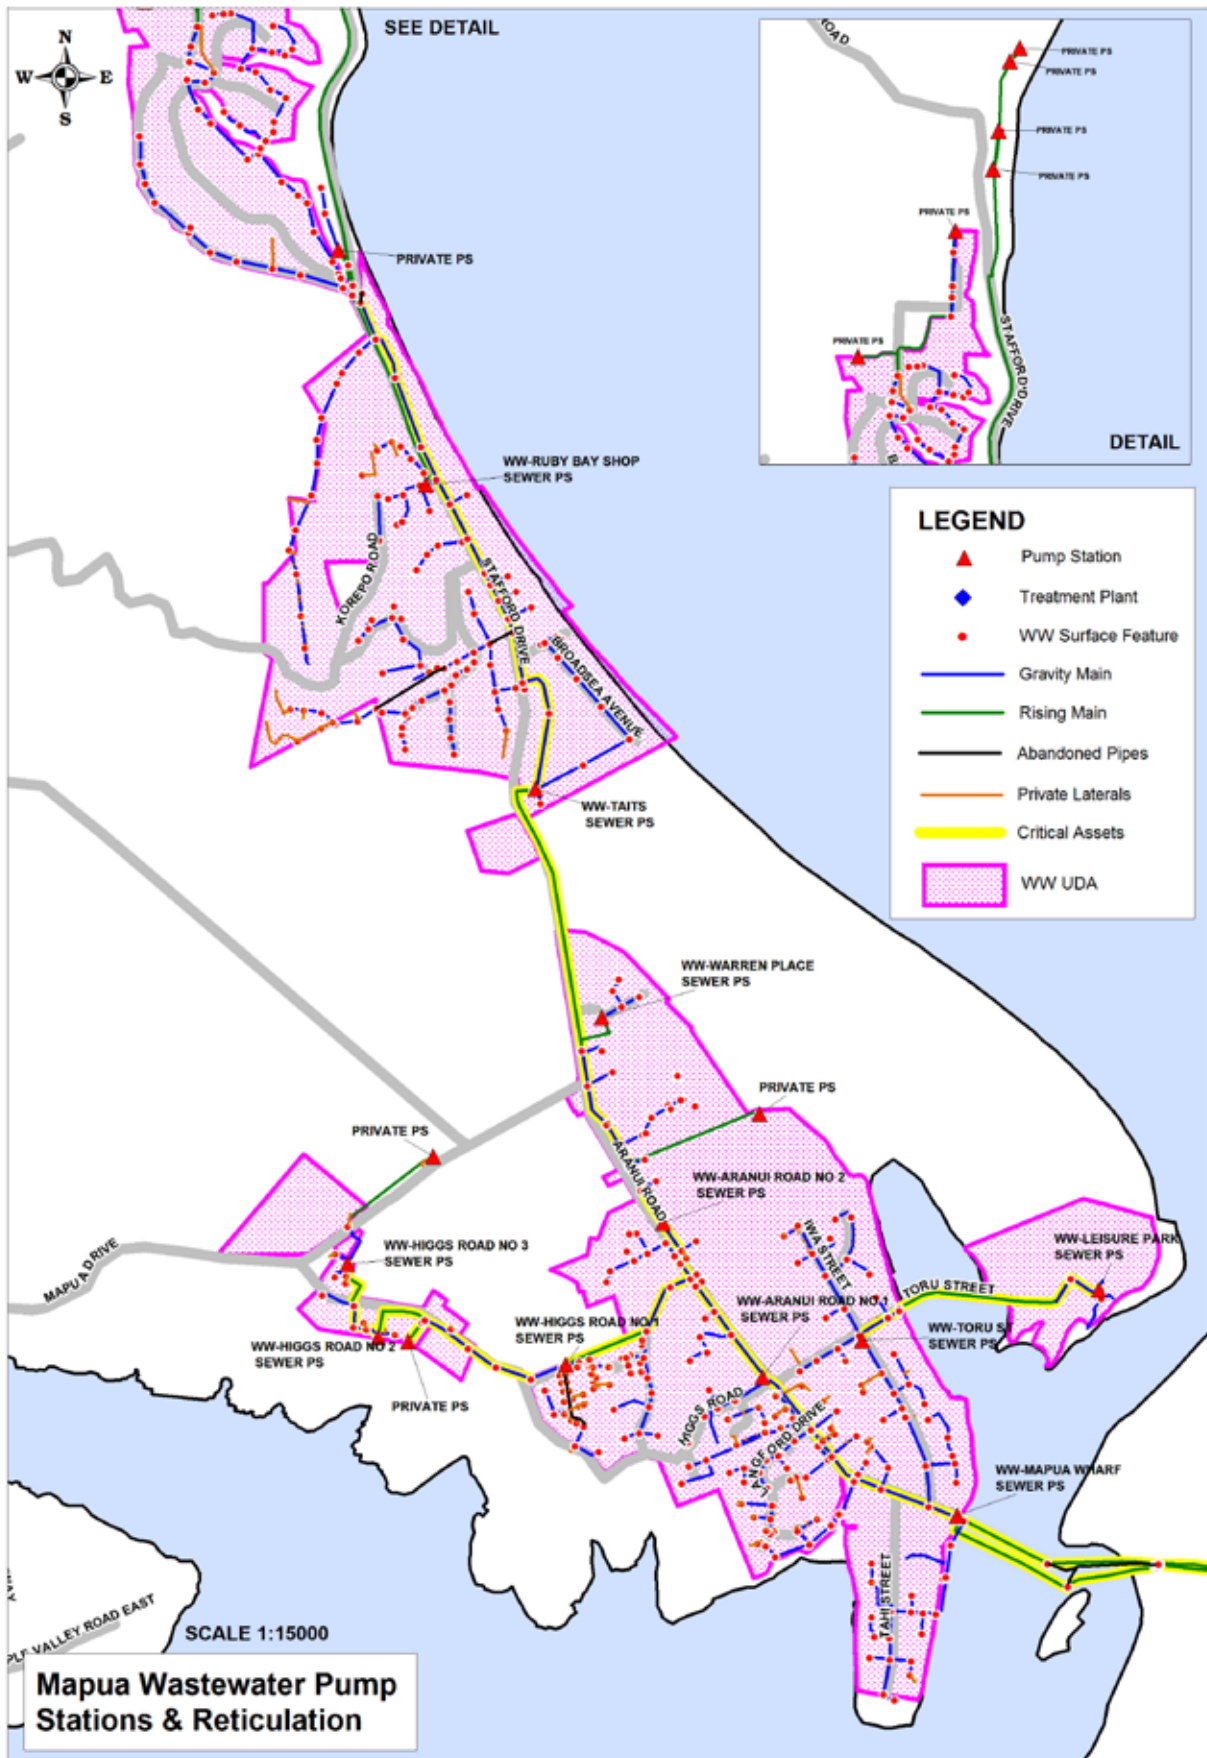 SEE DETAIL
N
W
E
S
ROAD
PRIVATE PS
PRIVATE PS
PRIVATE PS
PRIVATE PS
PRIVATE PS
PRIVATE PS
STAFFORD DRIVE
B
DETAIL
PRIVATE PS
WW-RUBY BAY SHOP
SEWER PS
KOREPO ROAD
STAFFORD DRIVE
BROADSEA AVENUE
WW-TAITS
SEWER PS
LEGEND
Pump Station
Treatment Plant
WW Surface Feature
Gravity Main
Rising Main
Abandoned Pipes
Private Laterals
Critical Assets
WW UDA
WW-WARREN PLACE
SEWER PS
PRIVATE PS
PRIVATE PS
ARANUI ROAD
WW-ARANUI ROAD NO 2
SEWER PS
IWA STREET
MAPUA DRIVE
WW-HIGGS ROAD NO 3
SEWER PS
WW-LEISURE PARK
SEWER PS
TORU STREET
WW-ARANUI ROAD NO 1
SEWER PS
WW-HIGGS ROAD NO 1
SEWER PS
WW-TORU ST
SEWER PS
WW-HIGGS ROAD NO 2
SEWER PS
PRIVATE PS
HIGGS ROAD
LANGFORD DRIVE
WW-MAPUA WHARF
SEWER PS
TAHI STREET
WAY
PLE VALLEY ROAD EAST
SCALE 1:15000
Mapua Wastewater Pump
Stations & Reticulation